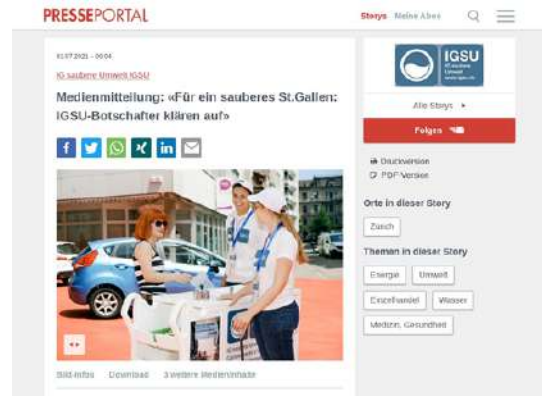 PRESSEPORTAL
Storys Meine Abos
IG saubere Umwelt IGSU
Medienmitteilung: «Für ein sauberes St.Gallen:
IGSU-Botschafter klären auf»
Bild-Infos Download 3 weitere Medieninhalte
IGSU
Alle Storys
Folgen
Druckversion
PDF-Version
Orte in dieser Story
Zürich
Themen in dieser Story
Energie Umwelt
Einzelhandel Wasser
Medizin, Gesundheit